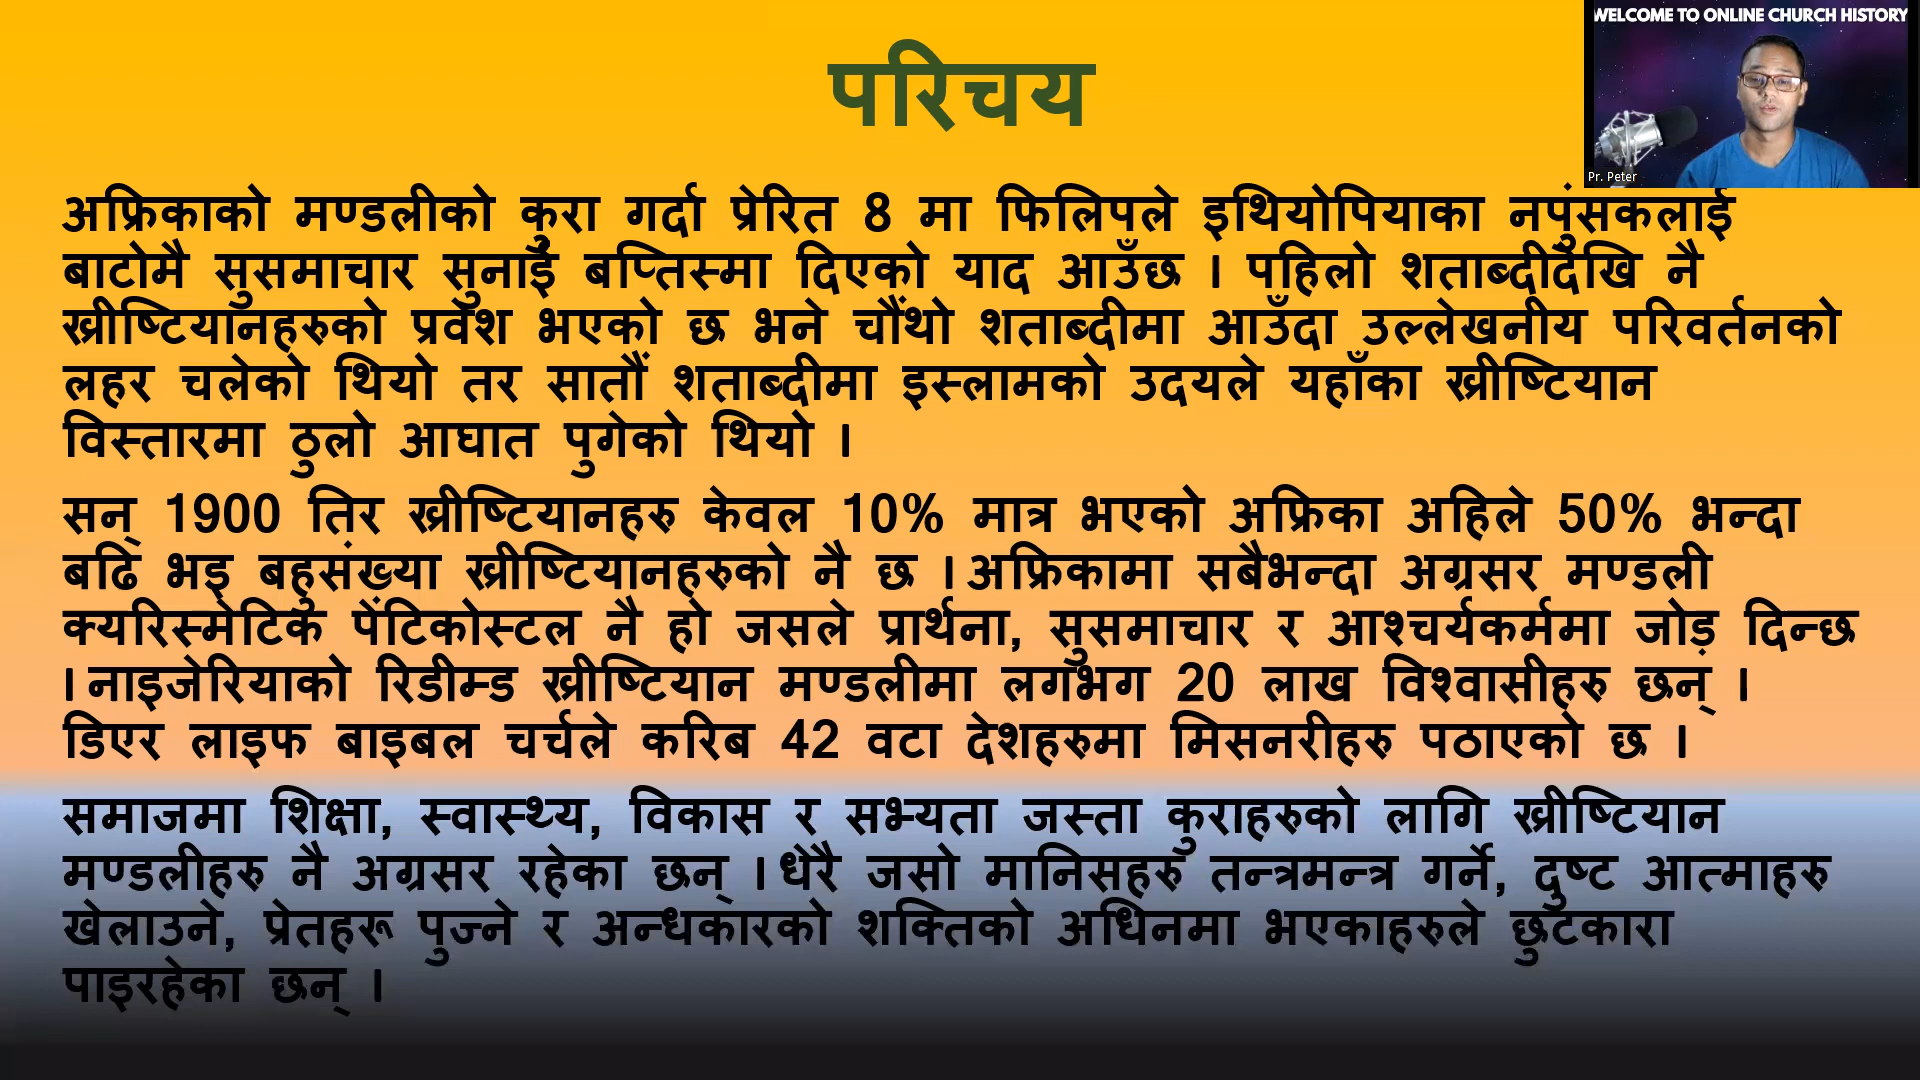 WELCOME TO ONLINE CHURCH HISTORY
Pr. Peter
परिचय
अफ्रिकाको मण्डलीको कुरा गर्दा प्रेरित 8 मा फिलिपले इथियोपियाका नपुंसकलाई
बाटोमै सुसमाचार सुनाई बप्तिस्मा दिएको याद आउँछ । पहिलो शताब्दीदेखि नै
ख्रीष्टियानहरुको प्रवेश भएको छ भने चौंथो शताब्दीमा आउँदा उल्लेखनीय परिवर्तनको
लहर चलेको थियो तर सातौं शताब्दीमा इस्लामको उदयले यहाँका ख्रीष्टियान
विस्तारमा ठुलो आघात पुगेको थियो ।
सन् 1900 तिर ख्रीष्टियानहरु केवल 10% मात्र भएको अफ्रिका अहिले 50% भन्दा
बढि भइ बहुसंख्या ख्रीष्टियानहरुको नै छ । अफ्रिकामा सबैभन्दा अग्रसर मण्डली
क्यरिस्मेटिक पेंटिकोस्टल नै हो जसले प्रार्थना, सुसमाचार र आश्चर्यकर्ममा जोड़ दिन्छ
। नाइजेरियाको रिडीम्ड ख्रीष्टियान मण्डलीमा लगभग 20 लाख विश्वासीहरु छन् ।
डिएर लाइफ बाइबल चर्चले करिब 42 वटा देशहरुमा मिसनरीहरु पठाएको छ ।
समाजमा शिक्षा, स्वास्थ्य, विकास र सभ्यता जस्ता कुराहरुको लागि ख्रीष्टियान
मण्डलीहरु नै अग्रसर रहेका छन् । धेरै जसो मानिसहरु तन्त्रमन्त्र गर्ने, दुष्ट आत्माहरु
खेलाउने, प्रेतहरू पुज्ने र अन्धकारको शक्तिको अधिनमा भएकाहरुले छुटकारा
पाइरहेका छन् ।